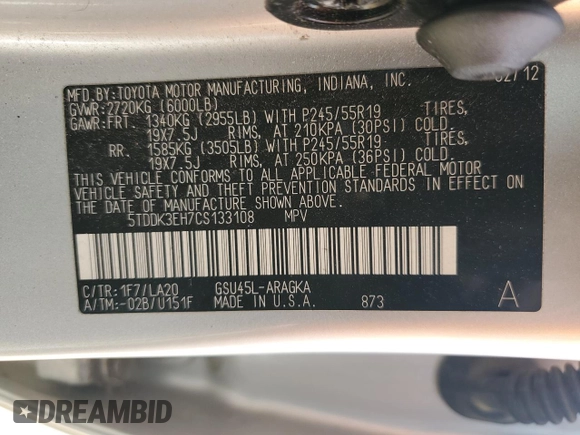 MFD.BY:TOYOTA MOTOR MANUFACTURING, INDIANA, INC. 02/12
GVWR:2720KG (6000LB)
GAWR:FRT 1340KG (2955LB) WITH P245/55R19 TIRES,
19X7.5J RIMS, AT 210KPA (30PSI) COLD.
RR. 1585KG (3505LB) WITH P245/55R19 TIRES,
19X7.5J RIMS, AT 250KPA (36PSI) COLD.
THIS VEHICLE CONFORMS TO ALL APPLICABLE FEDERAL MOTOR
VEHICLE SAFETY AND THEFT PREVENTION STANDARDS IN EFFECT
ON THE DATE OF MANUFACTURE SHOWN ABOVE.
5TDDK3EH7CS133108 MPV
C/TR:1F7/LA20 GSU45L-ARAGKA
A/TM:-02B/U151F MADE IN U.S.A. 873 A
DREAMBID